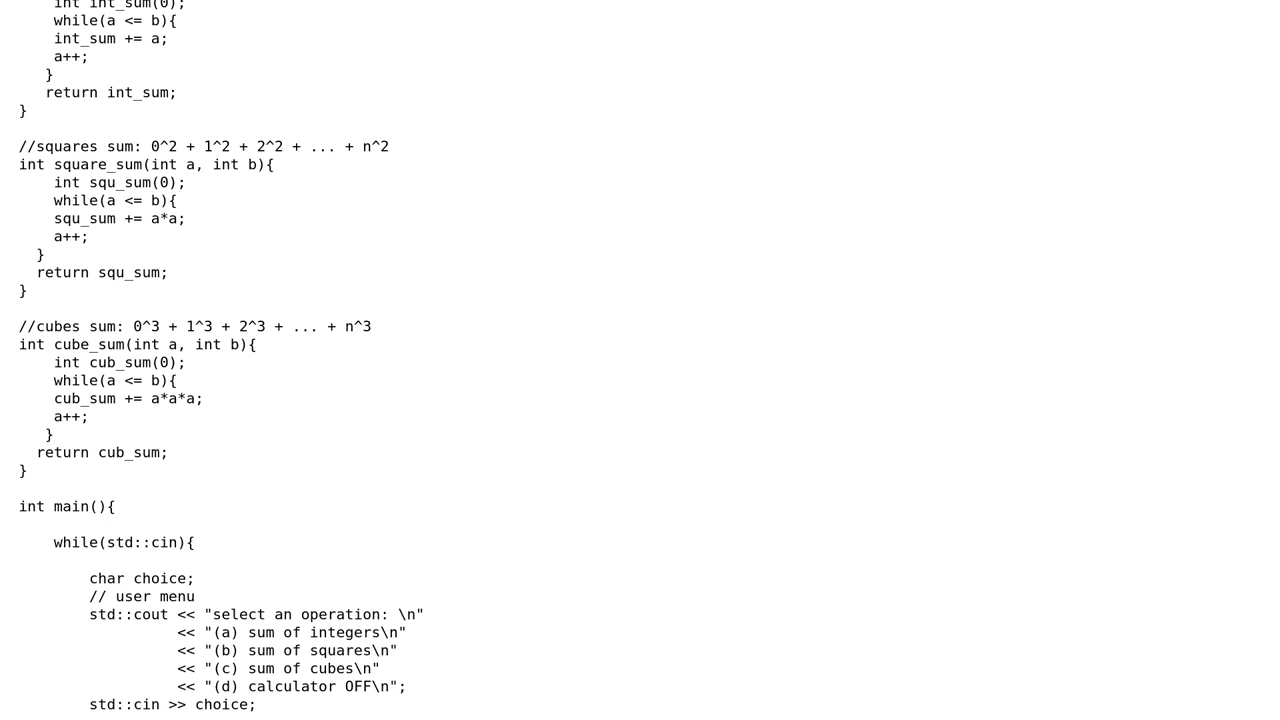 int int_sum(0);
    while(a <= b){
    int_sum += a;
    a++;
   }
   return int_sum;
}

//squares sum: 0^2 + 1^2 + 2^2 + ... + n^2
int square_sum(int a, int b){
    int squ_sum(0);
    while(a <= b){
    squ_sum += a*a;
    a++;
  }
  return squ_sum;
}

//cubes sum: 0^3 + 1^3 + 2^3 + ... + n^3
int cube_sum(int a, int b){
    int cub_sum(0);
    while(a <= b){
    cub_sum += a*a*a;
    a++;
   }
  return cub_sum;
}

int main(){

    while(std::cin){

        char choice;
        // user menu
        std::cout << "select an operation: \n"
                  << "(a) sum of integers\n"
                  << "(b) sum of squares\n"
                  << "(c) sum of cubes\n"
                  << "(d) calculator OFF\n";
        std::cin >> choice;